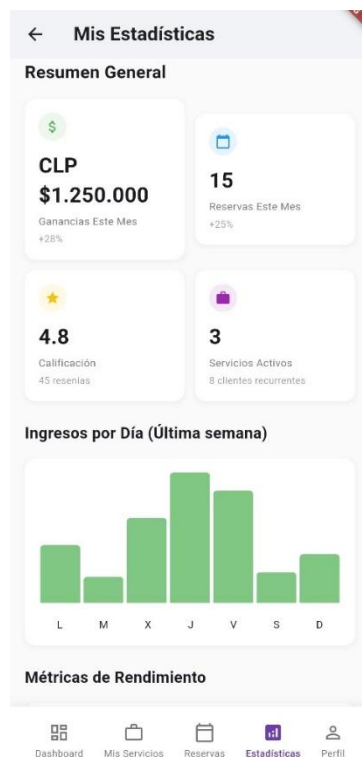 Mis Estadísticas
Resumen General
$
CLP
$1.250.000
Ganancias Este Mes
+28%
15
Reservas Este Mes
+25%
4.8
Calificación
45 resenias
3
Servicios Activos
8 clientes recurrentes
Ingresos por Día (Última semana)
L M X J V S D
Métricas de Rendimiento
Dashboard Mis Servicios Reservas Estadísticas Perfil